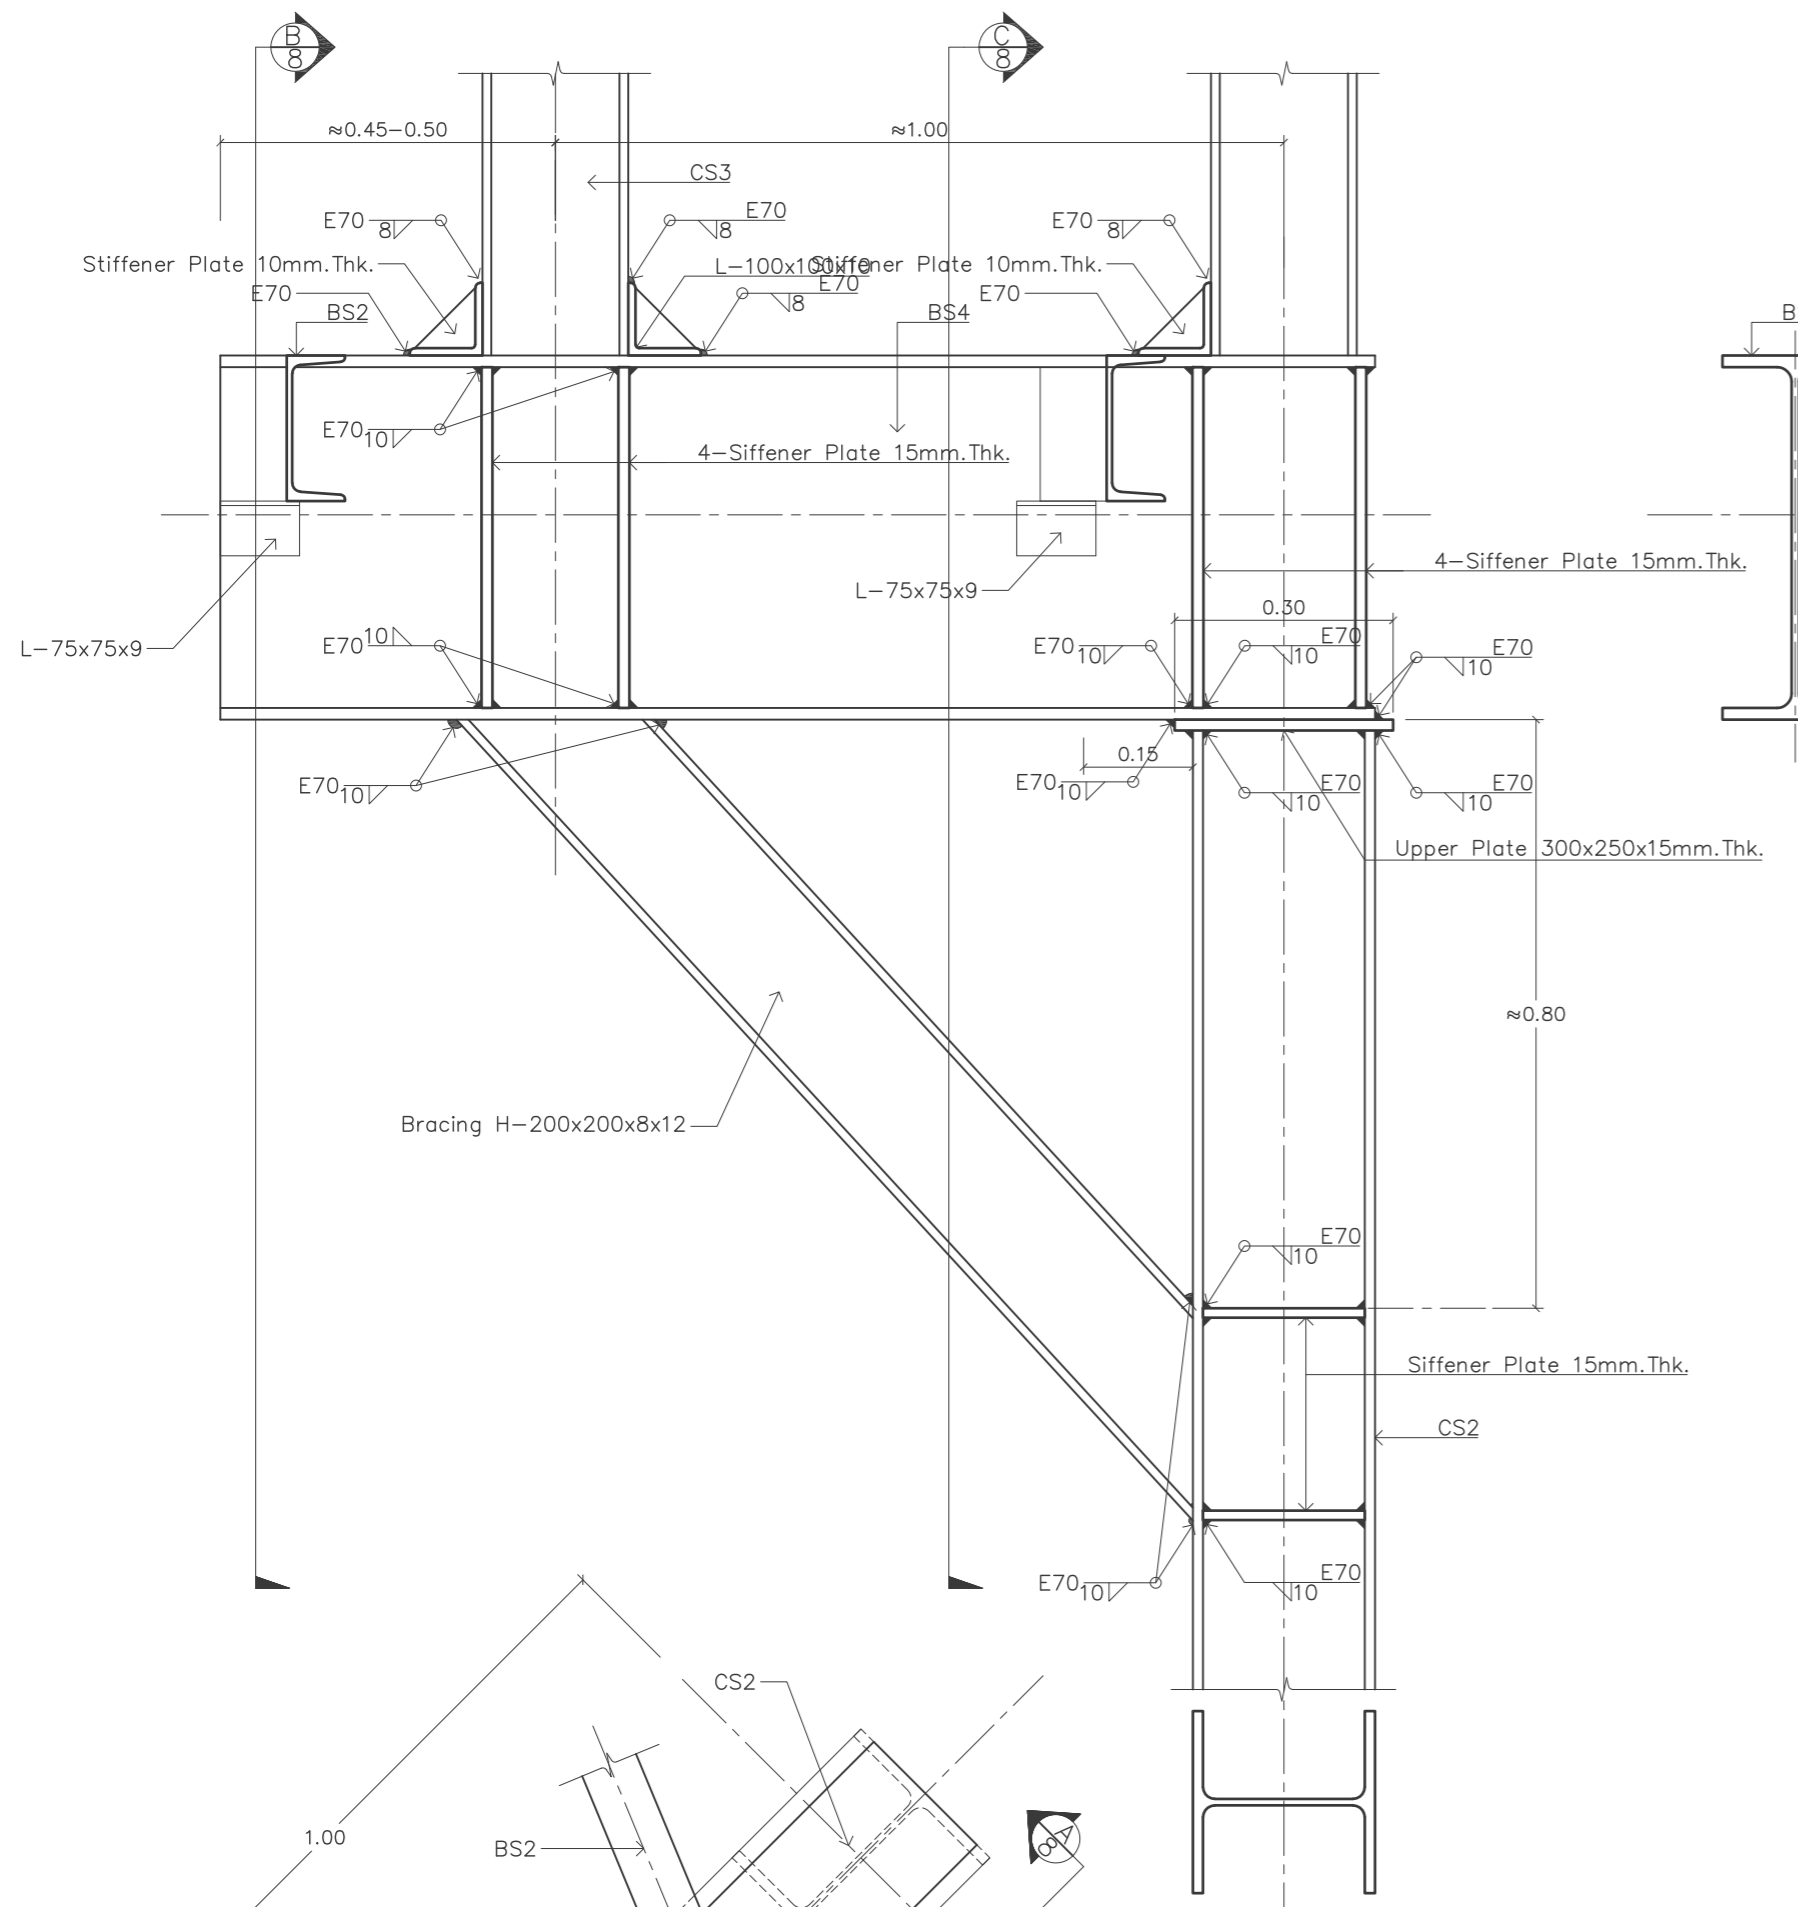 B
8
C
8
≈0.45-0.50
≈1.00
CS3
E70
8
E70
8
E70
8
Stiffener Plate 10mm.Thk.
L-100x100x10
Stiffener Plate 10mm.Thk.
E70
E70
8
E70
BS2
BS4
B
E70
10
4-Siffener Plate 15mm.Thk.
4-Siffener Plate 15mm.Thk.
L-75x75x9
0.30
L-75x75x9
E70
10
E70
10
E70
10
E70
10
0.15
E70
10
E70
10
E70
10
E70
10
Upper Plate 300x250x15mm.Thk.
≈0.80
Bracing H-200x200x8x12
E70
10
Siffener Plate 15mm.Thk.
CS2
E70
10
E70
10
CS2
1.00
BS2
A
8